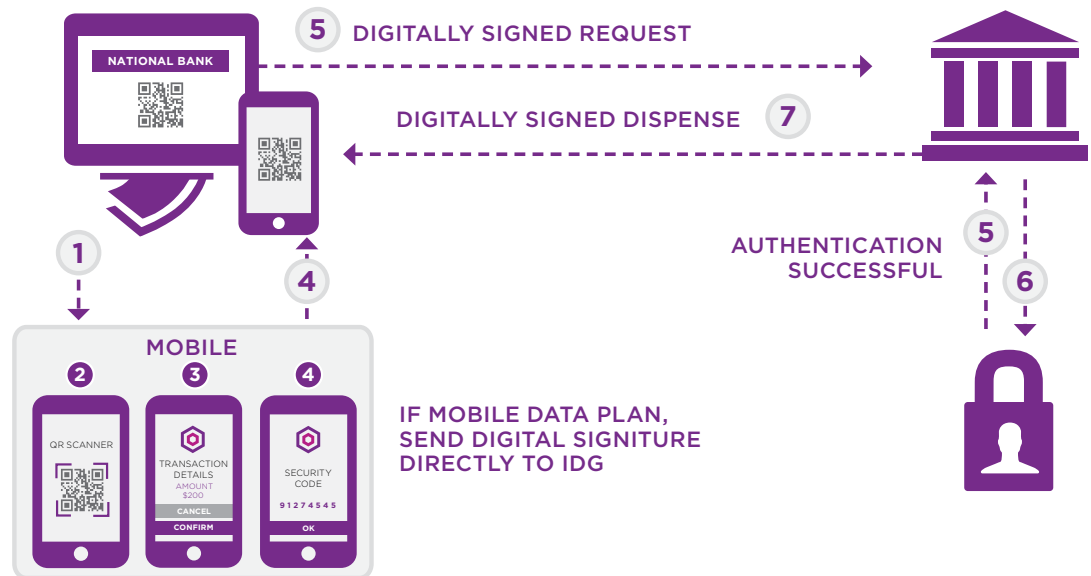 5 DIGITALLY SIGNED REQUEST
NATIONAL BANK
DIGITALLY SIGNED DISPENSE 7
1
4
AUTHENTICATION
SUCCESSFUL
5
6
MOBILE
2
3
4
QR SCANNER
TRANSACTION
DETAILS
AMOUNT
$200
CANCEL
CONFIRM
SECURITY
CODE
91274545
OK
IF MOBILE DATA PLAN,
SEND DIGITAL SIGNITURE
DIRECTLY TO IDG